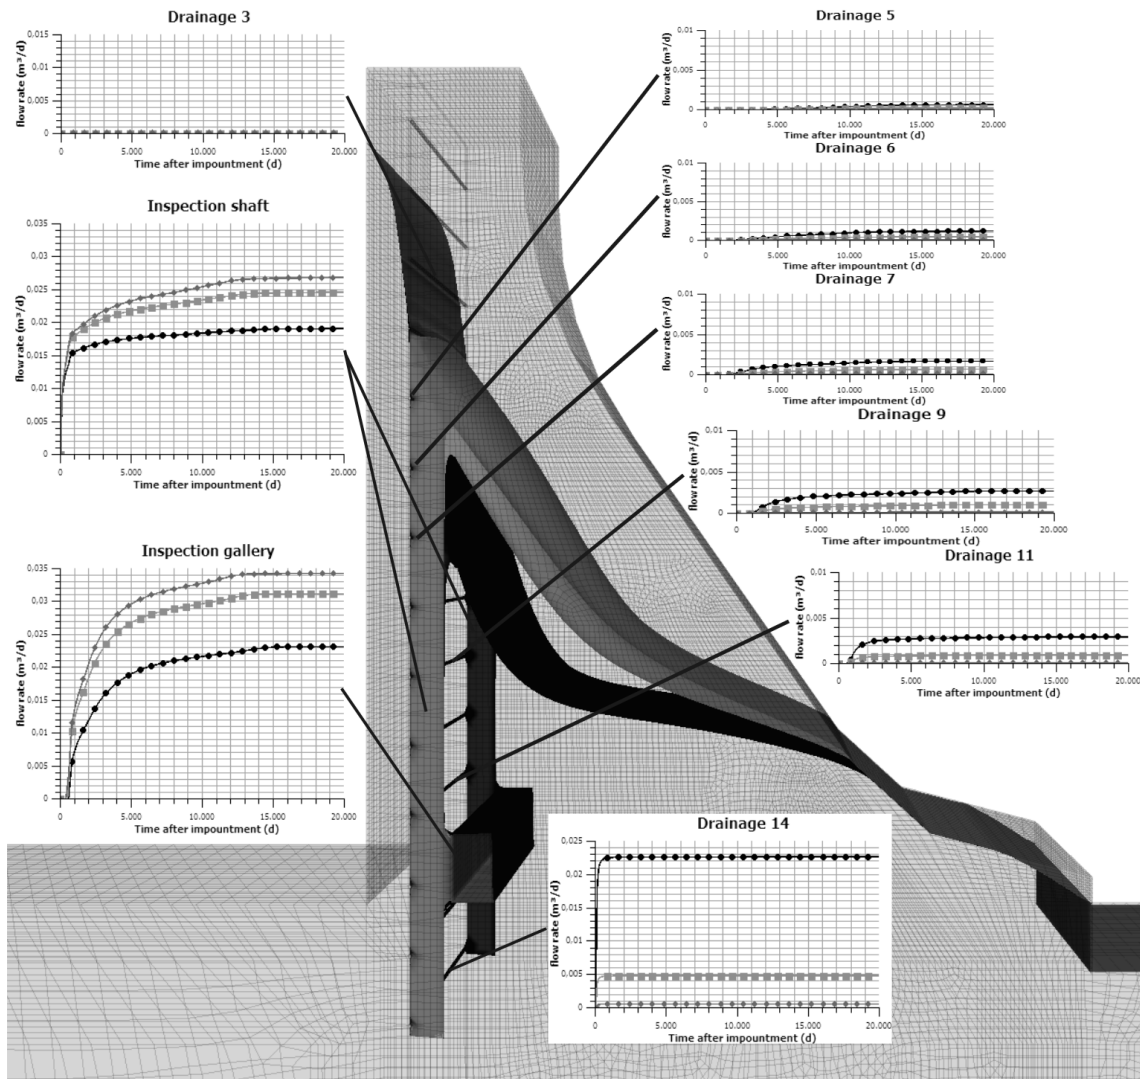 Drainage 3
flow rate (m³/d)
0.015
0.01
0.005
0
0 5.000 10.000 15.000 20.000
Time after impountment (d)
Inspection shaft
flow rate (m³/d)
0.035
0.03
0.025
0.02
0.015
0.01
0.005
0
0 5.000 10.000 15.000 20.000
Time after impountment (d)
Inspection gallery
flow rate (m³/d)
0.035
0.03
0.025
0.02
0.015
0.01
0.005
0
0 5.000 10.000 15.000 20.000
Time after impountment (d)
Drainage 5
flow rate (m³/d)
0.01
0.005
0
0 5.000 10.000 15.000 20.000
Time after impountment (d)
Drainage 6
flow rate (m³/d)
0.01
0.005
0
0 5.000 10.000 15.000 20.000
Time after impountment (d)
Drainage 7
flow rate (m³/d)
0.01
0.005
0
0 5.000 10.000 15.000 20.000
Time after impountment (d)
Drainage 9
flow rate (m³/d)
0.01
0.005
0
0 5.000 10.000 15.000 20.000
Time after impountment (d)
Drainage 11
flow rate (m³/d)
0.01
0.005
0
0 5.000 10.000 15.000 20.000
Time after impountment (d)
Drainage 14
flow rate (m³/d)
0.025
0.02
0.015
0.01
0.005
0
0 5.000 10.000 15.000 20.000
Time after impountment (d)